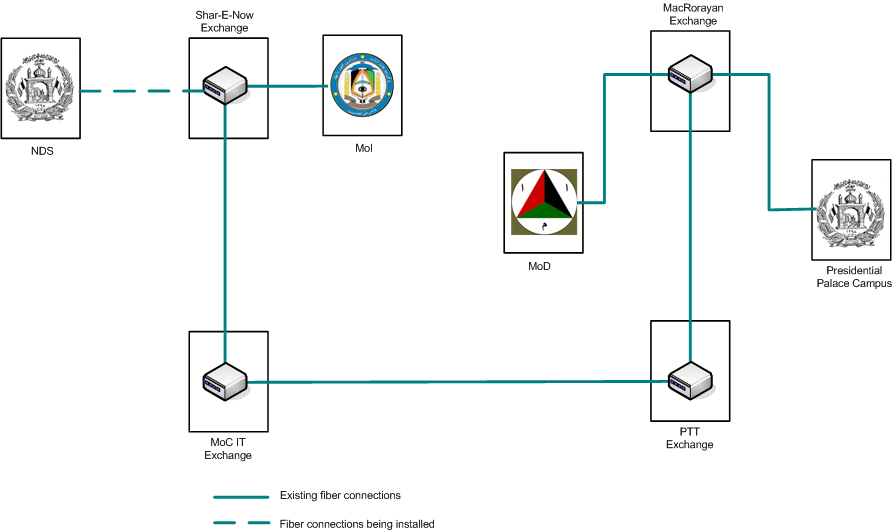 Shar-E-Now
Exchange
MacRorayan
Exchange
NDS
MoI
MoD
Presidential
Palace Campus
MoC IT
Exchange
PTT
Exchange
Existing fiber connections
Fiber connections being installed